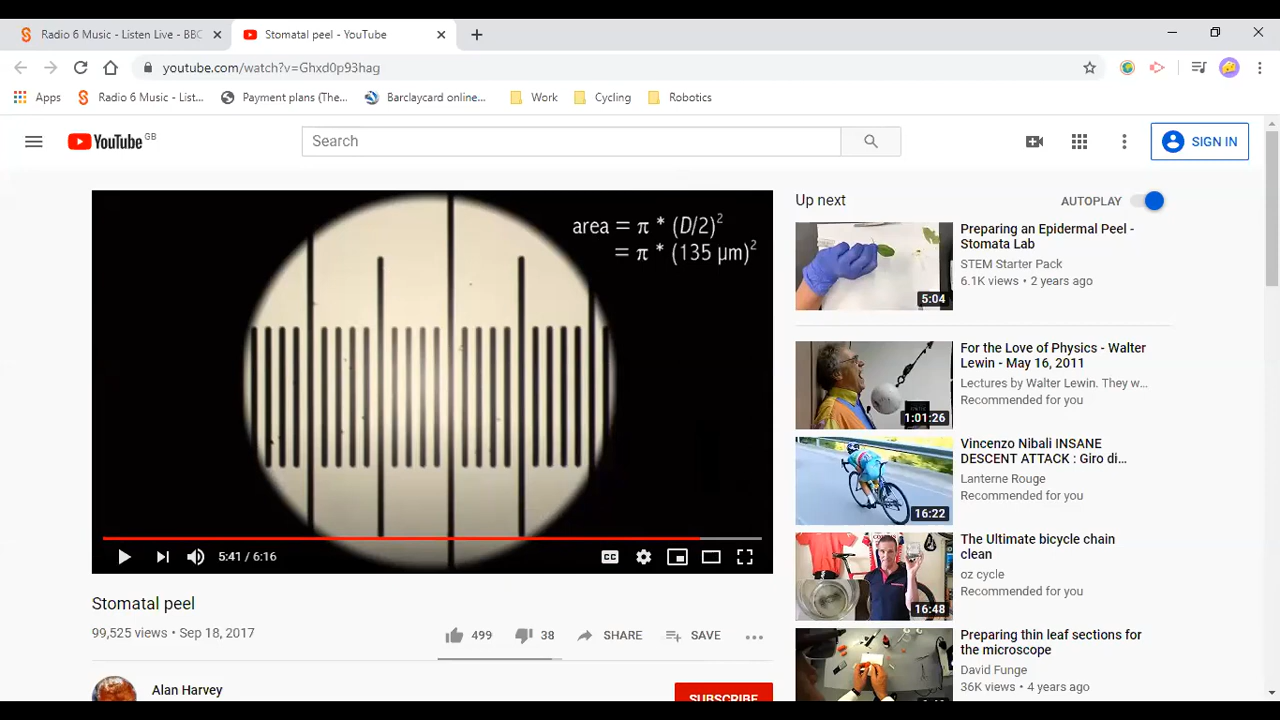 Radio 6 Music - Listen Live - BBC
Stomatal peel - YouTube
youtube.com/watch?v=Ghxd0p93hag
Apps
Radio 6 Music - List...
Payment plans (The...
Barclaycard online...
Work
Cycling
Robotics
YouTube GB
Search
SIGN IN
area = π * (D/2)²
= π * (135 μm)²
5:41 / 6:16
CC
Stomatal peel
99,525 views • Sep 18, 2017
499
38
SHARE
SAVE
Alan Harvey
SUBSCRIBE
Up next
AUTOPLAY
Preparing an Epidermal Peel -
Stomata Lab
STEM Starter Pack
6.1K views • 2 years ago
5:04
For the Love of Physics - Walter
Lewin - May 16, 2011
Lectures by Walter Lewin. They w...
Recommended for you
1:01:26
Vincenzo Nibali INSANE
DESCENT ATTACK : Giro di...
Lanterne Rouge
Recommended for you
16:22
The Ultimate bicycle chain
clean
oz cycle
Recommended for you
16:48
Preparing thin leaf sections for
the microscope
David Funge
36K views • 4 years ago